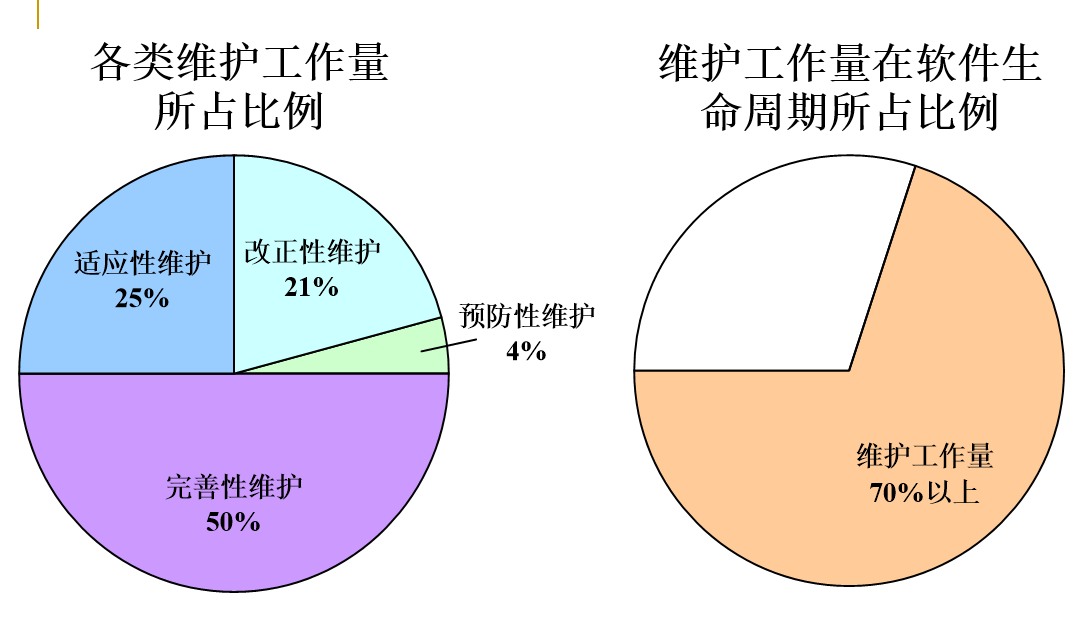 各类维护工作量
所占比例
适应性维护
25%
改正性维护
21%
预防性维护
4%
完善性维护
50%
维护工作量在软件生
命周期所占比例
维护工作量
70%以上